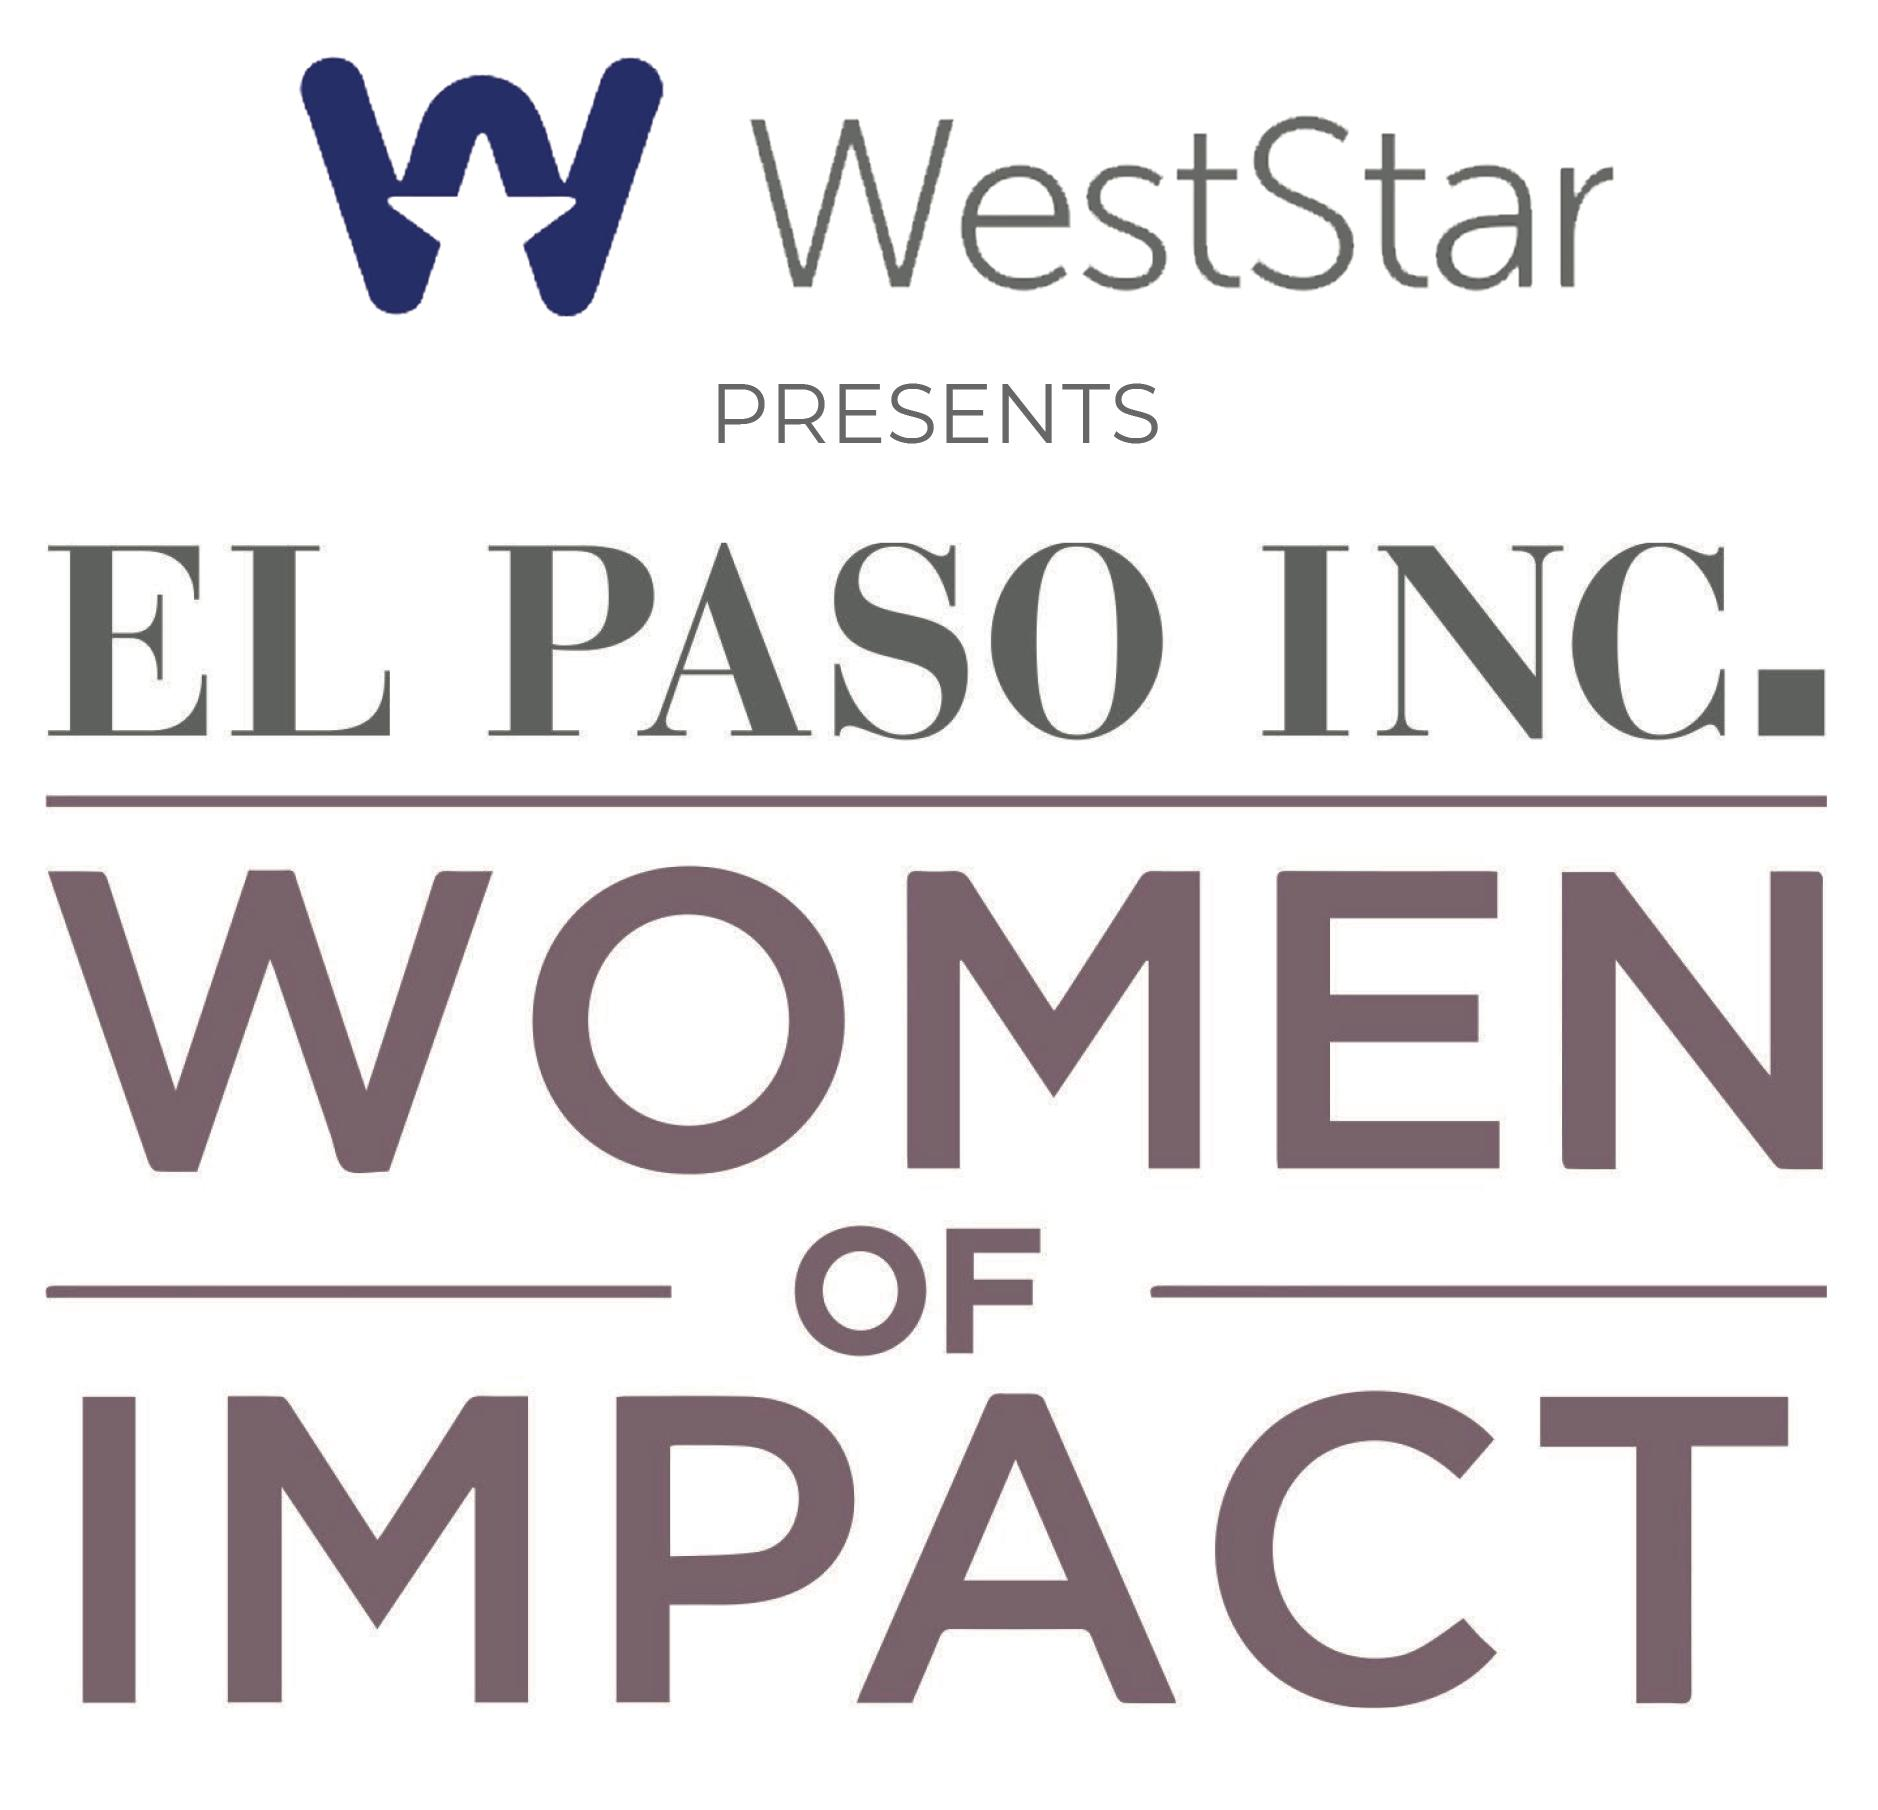 WestStar
PRESENTS
EL PASO INC.
WOMEN
OF
IMPACT